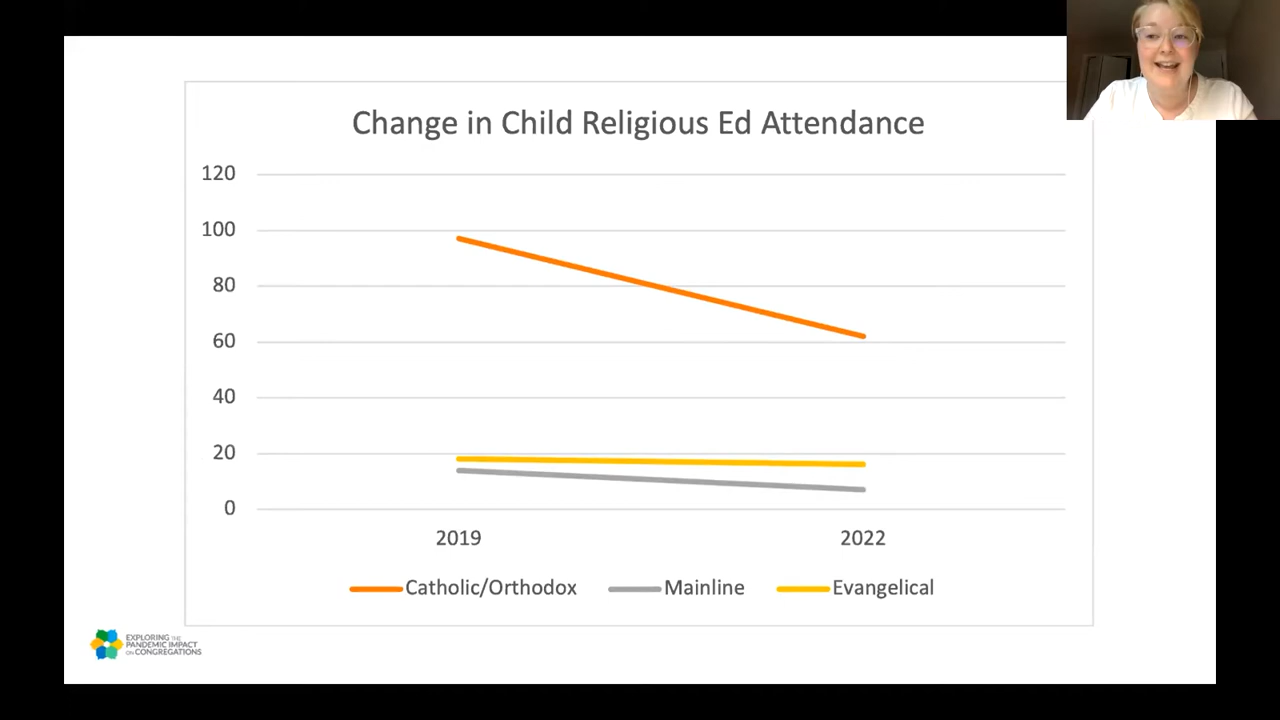 Change in Child Religious Ed Attendance
120
100
80
60
40
20
0
2019 2022
Catholic/Orthodox Mainline Evangelical
EXPLORING THE
PANDEMIC IMPACT
ON CONGREGATIONS